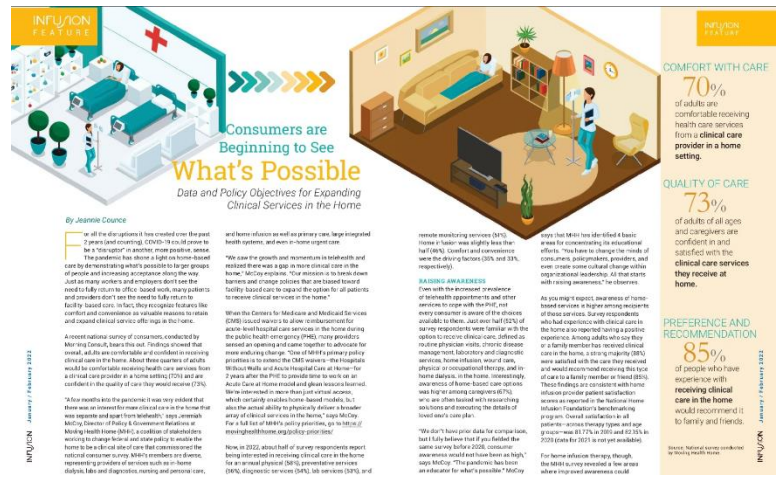 INFUSION
FEATURE
Consumers are
Beginning to See
What's Possible
Data and Policy Objectives for Expanding
Clinical Services in the Home
By Jeannie Counce
For all the disruptions it has created over the past
2 years (and counting), COVID-19 could prove to
be a "disruptor" in another, more positive, sense.
The pandemic has shone a light on home-based
care by demonstrating what's possible to larger groups
of people and increasing acceptance along the way.
Just as many workers and employers don't see the
need to fully return to office-based work, many patients
and providers don't see the need to fully return to
facility-based care. In fact, they recognize features like
comfort and convenience as valuable reasons to retain
and expand clinical service offerings in the home.
A recent national survey of consumers, conducted by
Morning Consult, bears this out. Findings showed that
overall, adults are comfortable and confident in receiving
clinical care in the home. About three quarters of adults
would be comfortable receiving health care services from
a clinical care provider in a home setting (70%) and are
confident in the quality of care they would receive (73%).
"A few months into the pandemic it was very evident that
there was an interest for more clinical care in the home that
was separate and apart from telehealth," says Jeremiah
McCoy, Director of Policy & Government Relations at
Moving Health Home (MHH), a coalition of stakeholders
working to change federal and state policy to enable the
home to be a clinical site of care that commissioned the
national consumer survey. MHH's members are diverse,
representing providers of services such as in-home
dialysis, labs and diagnostics, nursing and personal care,
and home infusion as well as primary care, large integrated
health systems, and even in-home urgent care.
"We saw the growth and momentum in telehealth and
realized there was a gap in more clinical care in the
home," McCoy explains. "Our mission is to break down
barriers and change policies that are biased toward
facility-based care to expand the option for all patients
to receive clinical services in the home."
When the Centers for Medicare and Medicaid Services
(CMS) issued waivers to allow reimbursement for
acute-level hospital care services in the home during
the public health emergency (PHE), many providers
sensed an opening and came together to advocate for
more enduring change. "One of MHH's primary policy
priorities is to extend the CMS waivers—the Hospitals
Without Walls and Acute Hospital Care at Home—for
2 years after the PHE to provide time to work on an
Acute Care at Home model and glean lessons learned.
We're interested in more than just virtual access,
which certainly enables home-based models, but
also the actual ability to physically deliver a broader
array of clinical services in the home," says McCoy.
For a full list of MHH's policy priorities, go to https://
movinghealthhome.org/policy-priorities/
Now, in 2022, about half of survey respondents report
being interested in receiving clinical care in the home
for an annual physical (58%), preventative services
(56%), diagnostic services (54%), lab services (53%), and
remote monitoring services (51%).
Home infusion was slightly less than
half (46%). Comfort and convenience
were the driving factors (36% and 33%,
respectively).
RAISING AWARENESS
Even with the increased prevalence
of telehealth appointments and other
services to cope with the PHE, not
every consumer is aware of the choices
available to them. Just over half (52%) of
survey respondents were familiar with the
option to receive clinical care, defined as
routine physician visits, chronic disease
management, laboratory and diagnostic
services, home infusion, wound care,
physical or occupational therapy, and in-
home dialysis, in the home. Interestingly,
awareness of home-based care options
was higher among caregivers (67%),
who are often tasked with researching
solutions and executing the details of
loved one's care plan.
"We don't have prior data for comparison,
but I fully believe that if you fielded the
same survey before 2020, consumer
awareness would not have been as high,"
says McCoy. "The pandemic has been
an educator for what's possible." McCoy
says that MHH has identified 4 basic
areas for concentrating its educational
efforts. "You have to change the minds of
consumers, policymakers, providers, and
even create some cultural change within
organizational leadership. All that starts
with raising awareness," he observes.
As you might expect, awareness of home-
based services is higher among recipients
of those services. Survey respondents
who had experience with clinical care in
the home also reported having a positive
experience. Among adults who say they
or a family member has received clinical
care in the home, a strong majority (88%)
were satisfied with the care they received
and would recommend receiving this type
of care to a family member or friend (85%).
These findings are consistent with home
infusion provider patient satisfaction
scores as reported in the National Home
Infusion Foundation's benchmarking
program. Overall satisfaction in all
patients—across therapy types and age
2020 (data for 2021 is not yet available).
For home infusion therapy, though,
the MHH survey revealed a few areas
where improved awareness could
INFUSION
FEATURE
COMFORT WITH CARE
70%
of adults are
comfortable receiving
health care services
from a clinical care
provider in a home
setting.
QUALITY OF CARE
73%
of adults of all ages
and caregivers are
confident in and
satisfied with the
clinical care services
they receive at
home.
PREFERENCE AND
RECOMMENDATION
85%
of people who have
experience with
receiving clinical
care in the home
would recommend it
to family and friends.
Source: National survey conducted
by Moving Health Home.
INFUSION January / February 2022
INFUSION January / February 2022